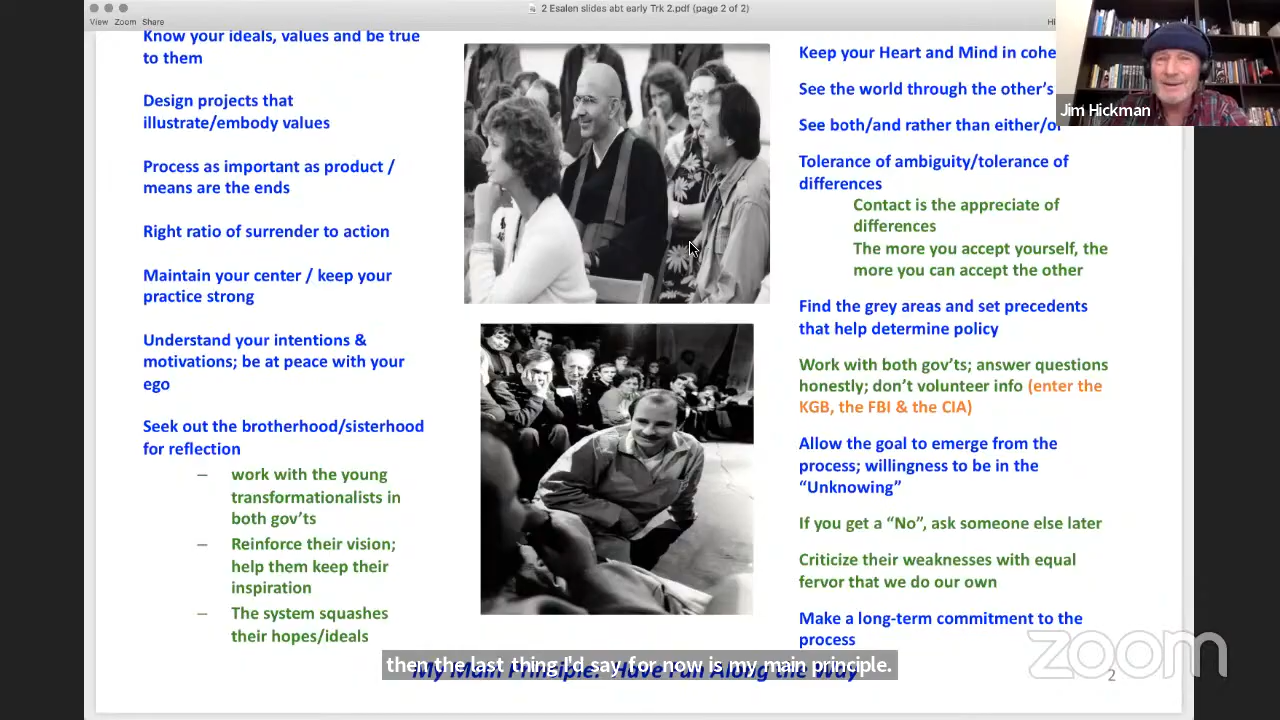 2 Esalen slides abt early Trk 2.pdf (page 2 of 2)
View Zoom Share
Know your ideals, values and be true
to them
Design projects that
illustrate/embody values
Process as important as product /
means are the ends
Right ratio of surrender to action
Maintain your center / keep your
practice strong
Understand your intentions &
motivations; be at peace with your
ego
Seek out the brotherhood/sisterhood
for reflection
– work with the young
transformationalists in
both gov'ts
– Reinforce their vision;
help them keep their
inspiration
– The system squashes
their hopes/ideals
Keep your Heart and Mind in cohe
See the world through the other's
See both/and rather than either/or
Tolerance of ambiguity/tolerance of
differences
Contact is the appreciate of
differences
The more you accept yourself, the
more you can accept the other
Find the grey areas and set precedents
that help determine policy
Work with both gov'ts; answer questions
honestly; don't volunteer info (enter the
KGB, the FBI & the CIA)
Allow the goal to emerge from the
process; willingness to be in the
"Unknowing"
If you get a "No", ask someone else later
Criticize their weaknesses with equal
fervor that we do our own
Make a long-term commitment to the
process
My Main Principle: Have Fun Along the Way
then the last thing I'd say for now is my main principle.
2
Jim Hickman
zoom